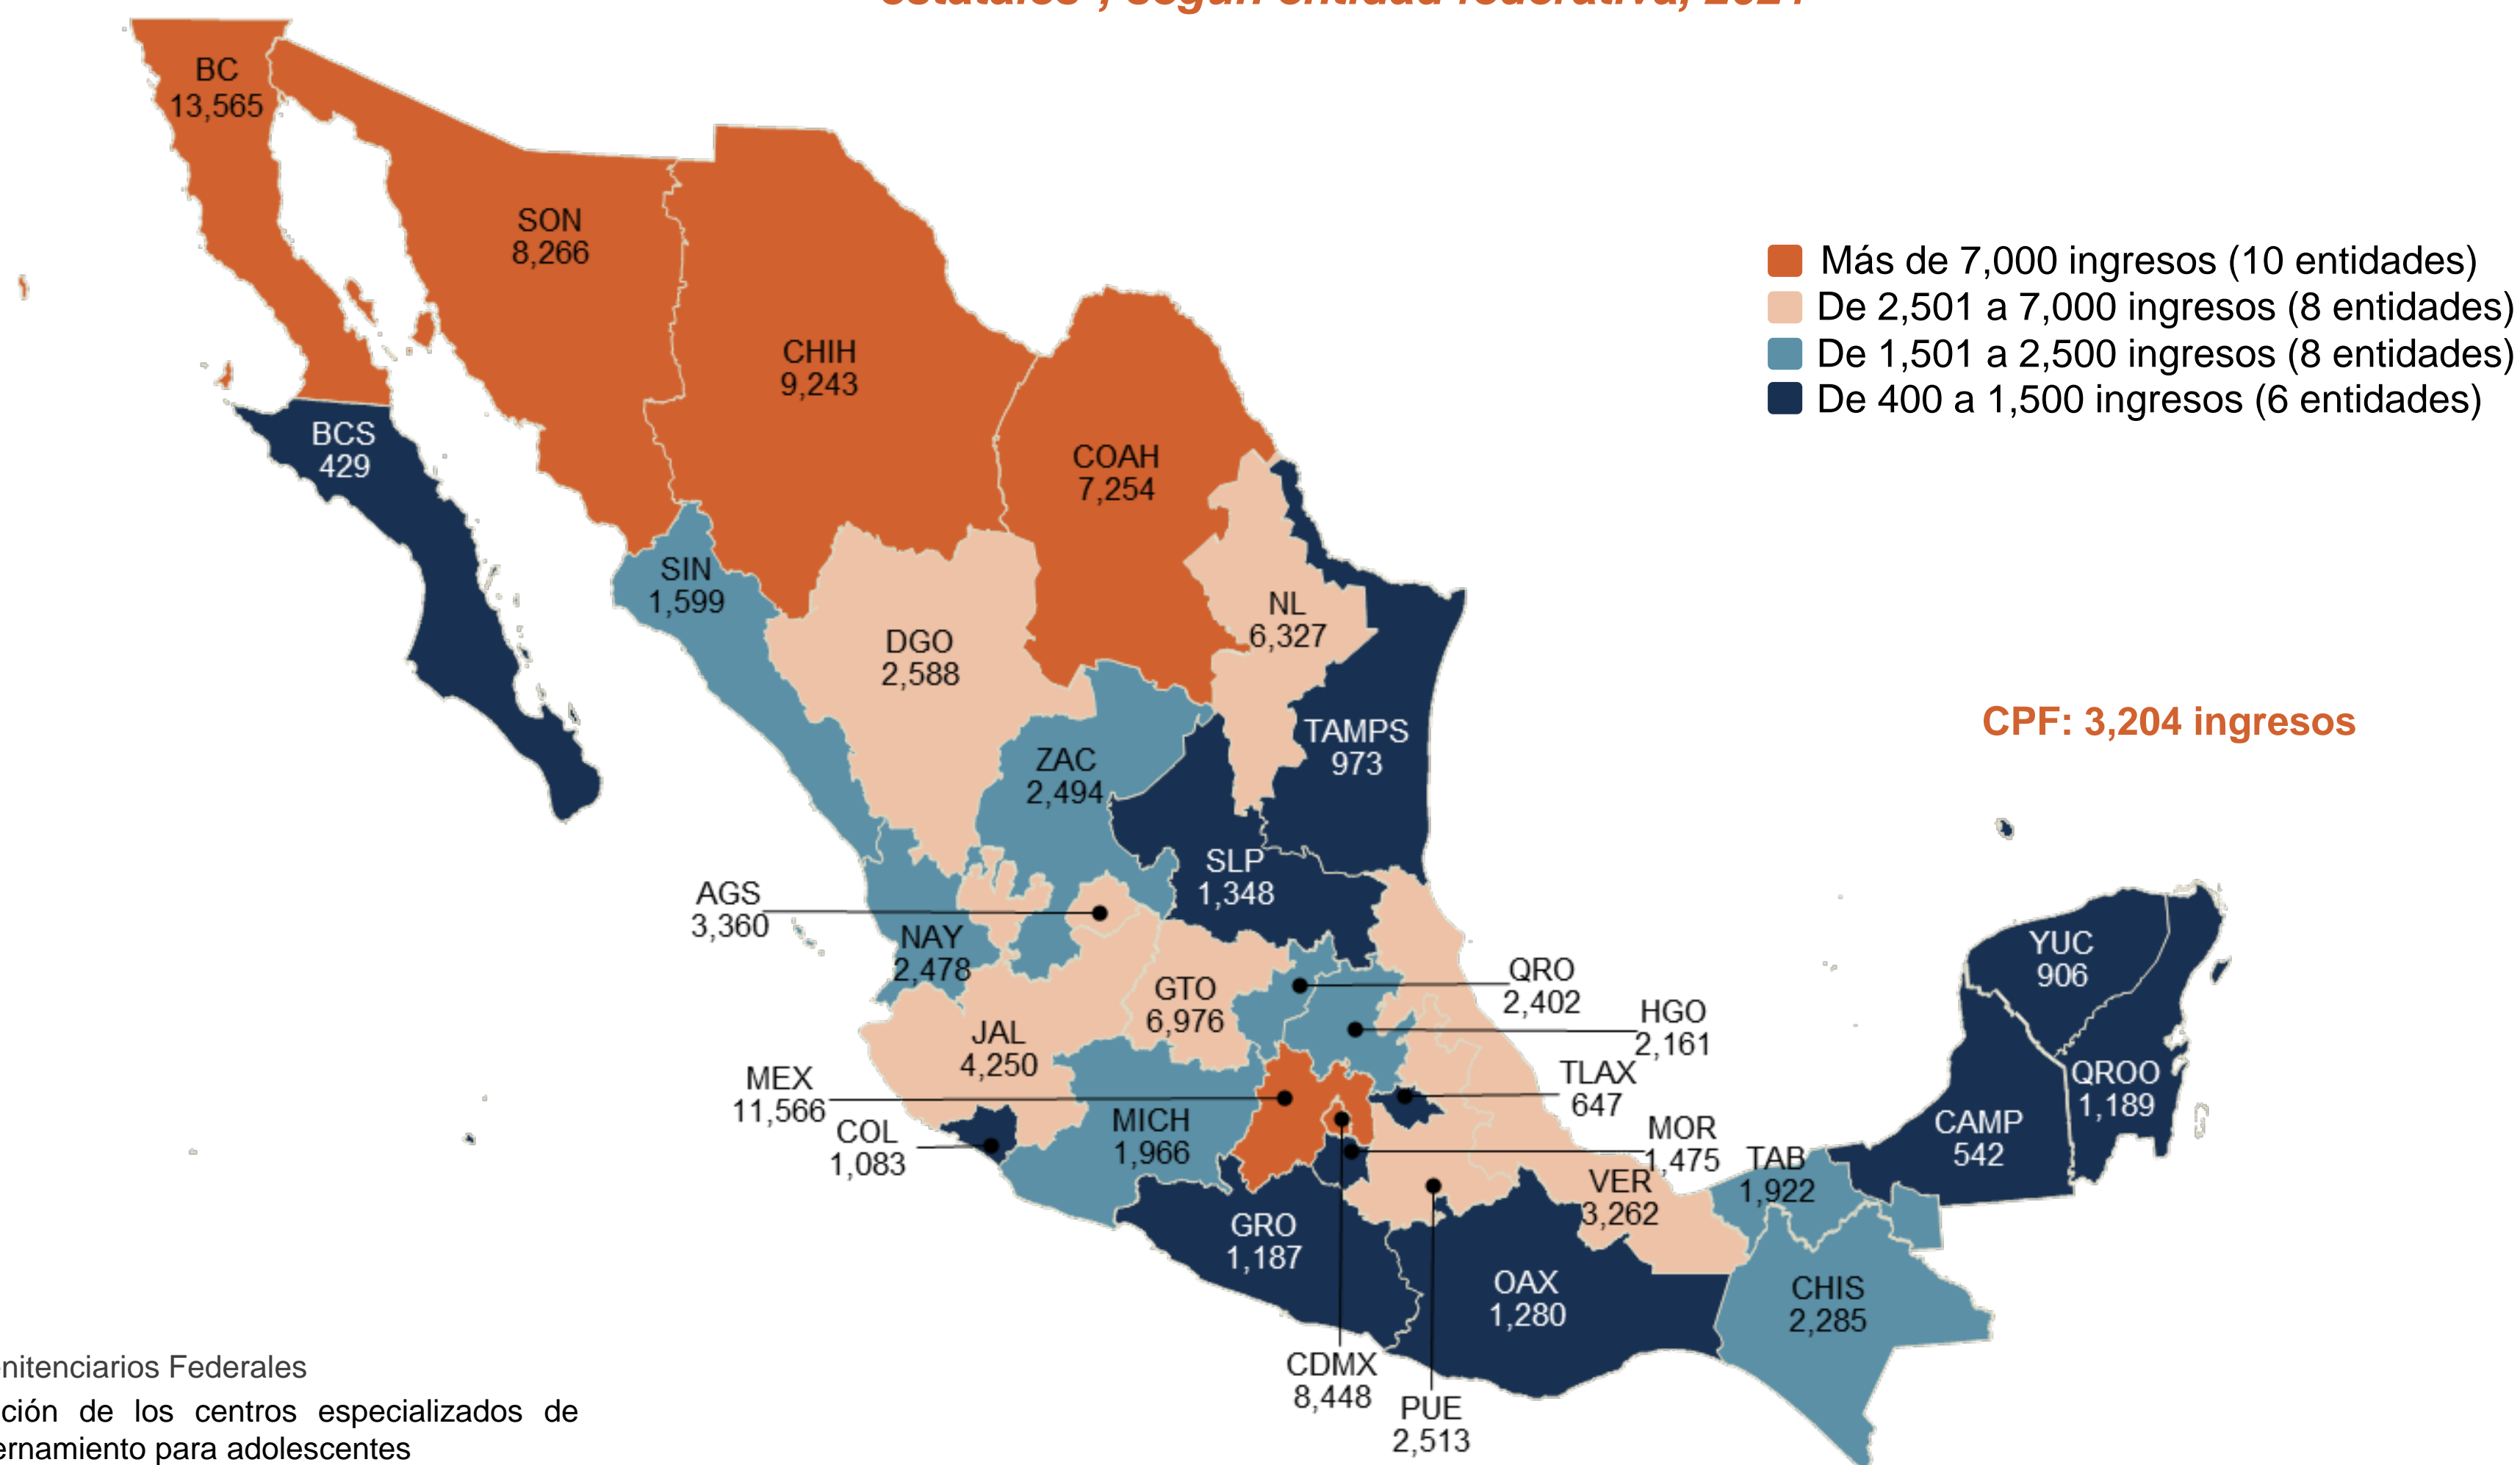 estatales , según entidad federativa, 2021
BC
13,565
SON
8,266
CHIH
9,243
COAH
7,254
BCS
429
SIN
1,599
DGO
2,588
NL
6,327
TAMPS
973
ZAC
2,494
SLP
1,348
AGS
3,360
NAY
2,478
JAL
4,250
GTO
6,976
QRO
2,402
HGO
2,161
MEX
11,566
COL
1,083
MICH
1,966
TLAX
647
MOR
1,475
VER
3,262
TAB
1,922
GRO
1,187
OAX
1,280
CHIS
2,285
CDMX
8,448
PUE
2,513
YUC
906
QROO
1,189
CAMP
542
Más de 7,000 ingresos (10 entidades)
De 2,501 a 7,000 ingresos (8 entidades)
De 1,501 a 2,500 ingresos (8 entidades)
De 400 a 1,500 ingresos (6 entidades)
CPF: 3,204 ingresos
nitenciarios Federales
ción de los centros especializados de
ernamiento para adolescentes